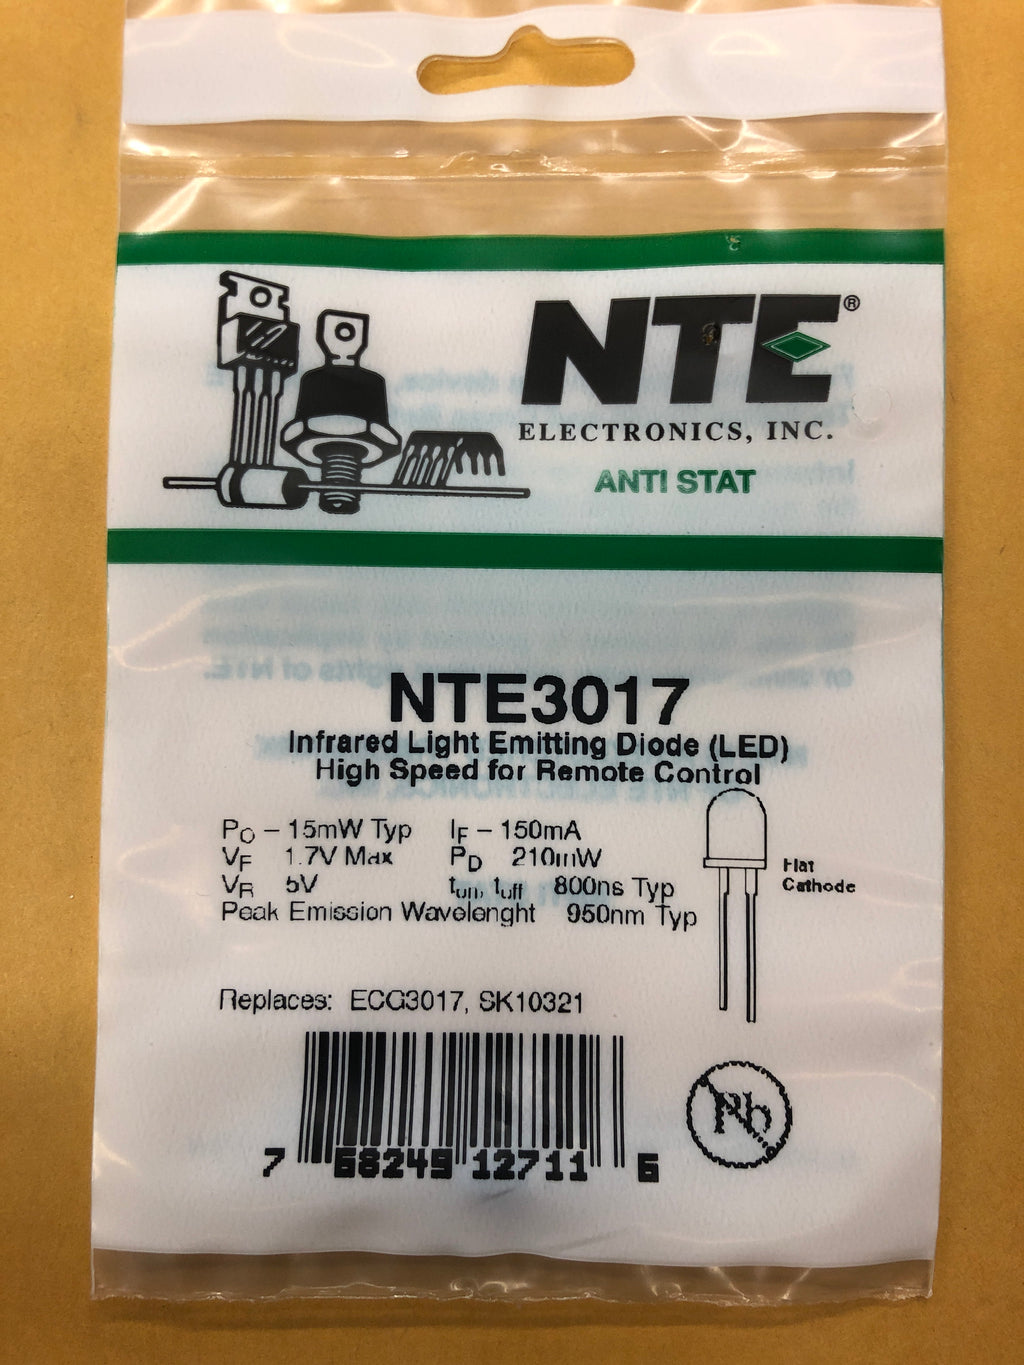 NTE®
ELECTRONICS, INC.
ANTI STAT
NTE3017
Infrared Light Emitting Diode (LED)
High Speed for Remote Control
PO – 15mW Typ IF – 150mA
VF 1.7V Max PD 210mW
VR 5V ton, toff 800ns Typ
Peak Emission Wavelenght 950nm Typ
Flat
Cathode
Replaces: ECG3017, SK10321
Pb
7 68249 12711 6